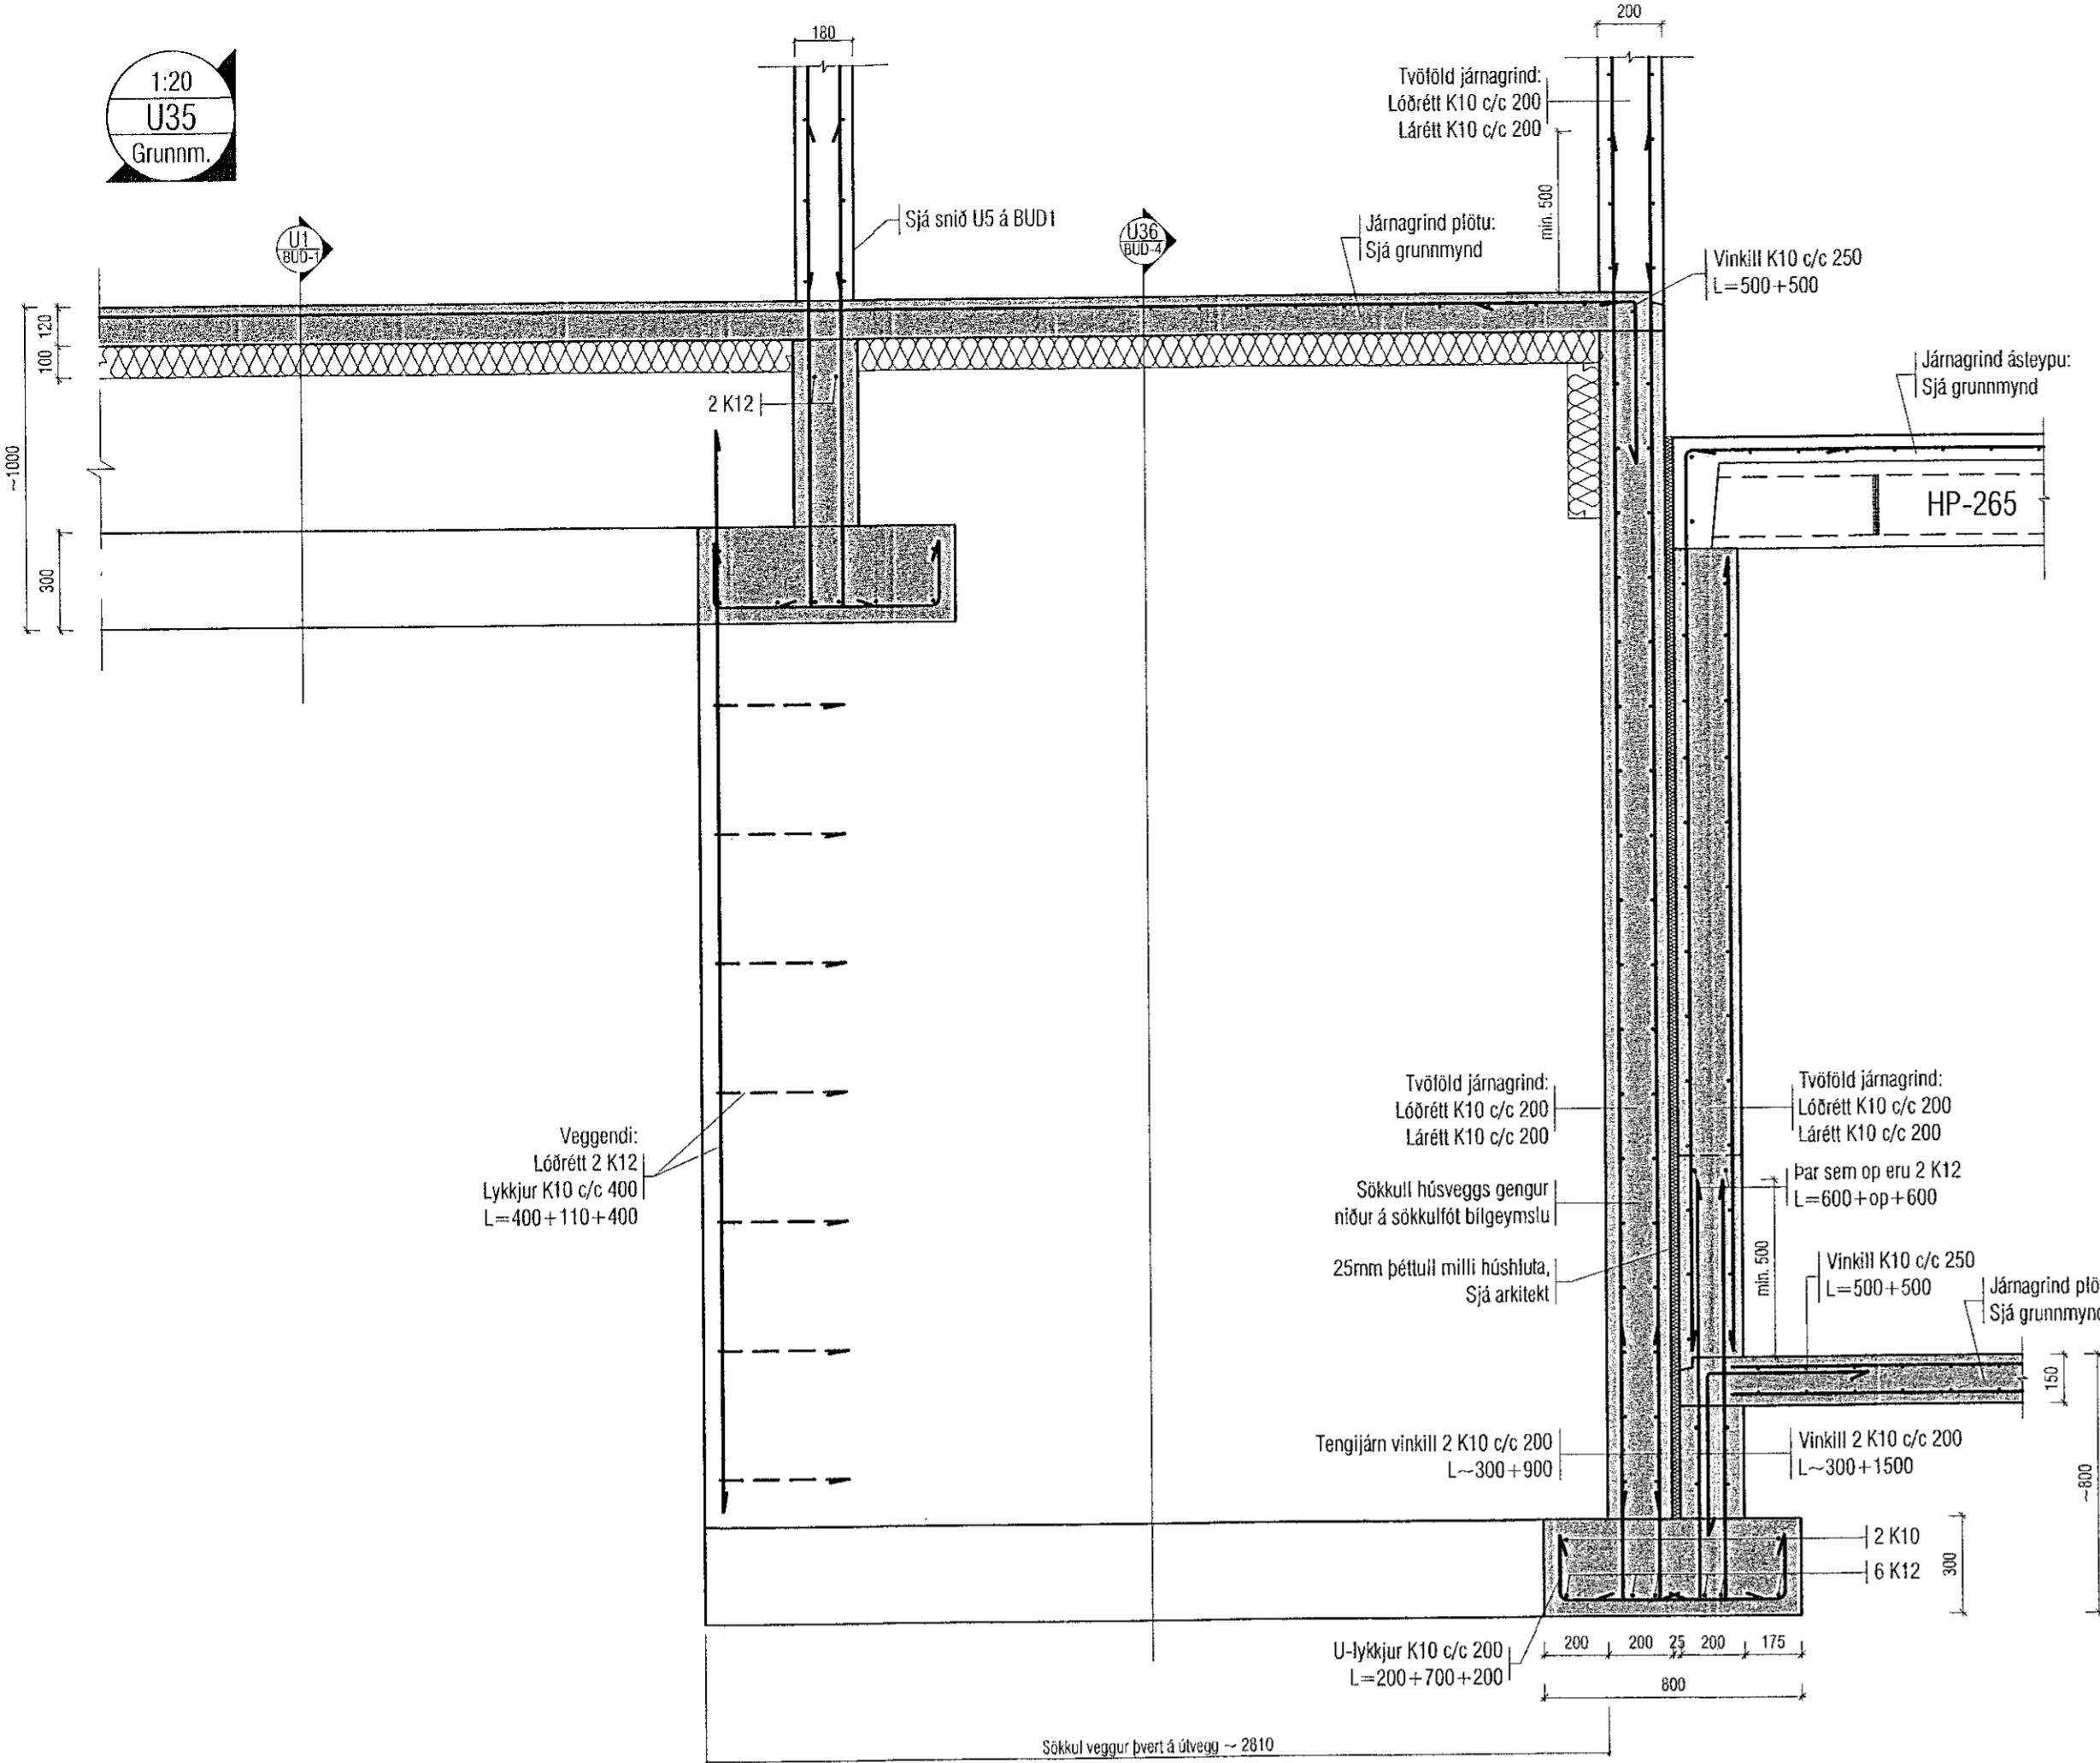 180
200
1:20
U35
Grunnm.
Tvöföld járnagrind:
Lóðrétt K10 c/c 200
Lárétt K10 c/c 200
min. 500
Sjá snið U5 á BUD1
U1
BUD-1
U36
BUD-4
Járnagrind plötu:
Sjá grunnmynd
Vinkill K10 c/c 250
L=500+500
120
100
~1000
300
2 K12
Járnagrind ásteypu:
Sjá grunnmynd
HP-265
Veggendi:
Lóðrétt 2 K12
Lykkjur K10 c/c 400
L=400+110+400
Tvöföld járnagrind:
Lóðrétt K10 c/c 200
Lárétt K10 c/c 200
Tvöföld járnagrind:
Lóðrétt K10 c/c 200
Lárétt K10 c/c 200
Sökkull húsveggs gengur
niður á sökkulfót bílgeymslu
Þar sem op eru 2 K12
L=600+op+600
25mm þéttull milli húshluta,
Sjá arkitekt
min. 500
Vinkill K10 c/c 250
L=500+500
Járnagrind plö
Sjá grunnmynd
150
~800
Tengijárn vinkill 2 K10 c/c 200
L~300+900
Vinkill 2 K10 c/c 200
L~300+1500
2 K10
6 K12
300
U-lykkjur K10 c/c 200
L=200+700+200
200 200 25 200 175
800
Sökkul veggur þvert á útvegg ~ 2810